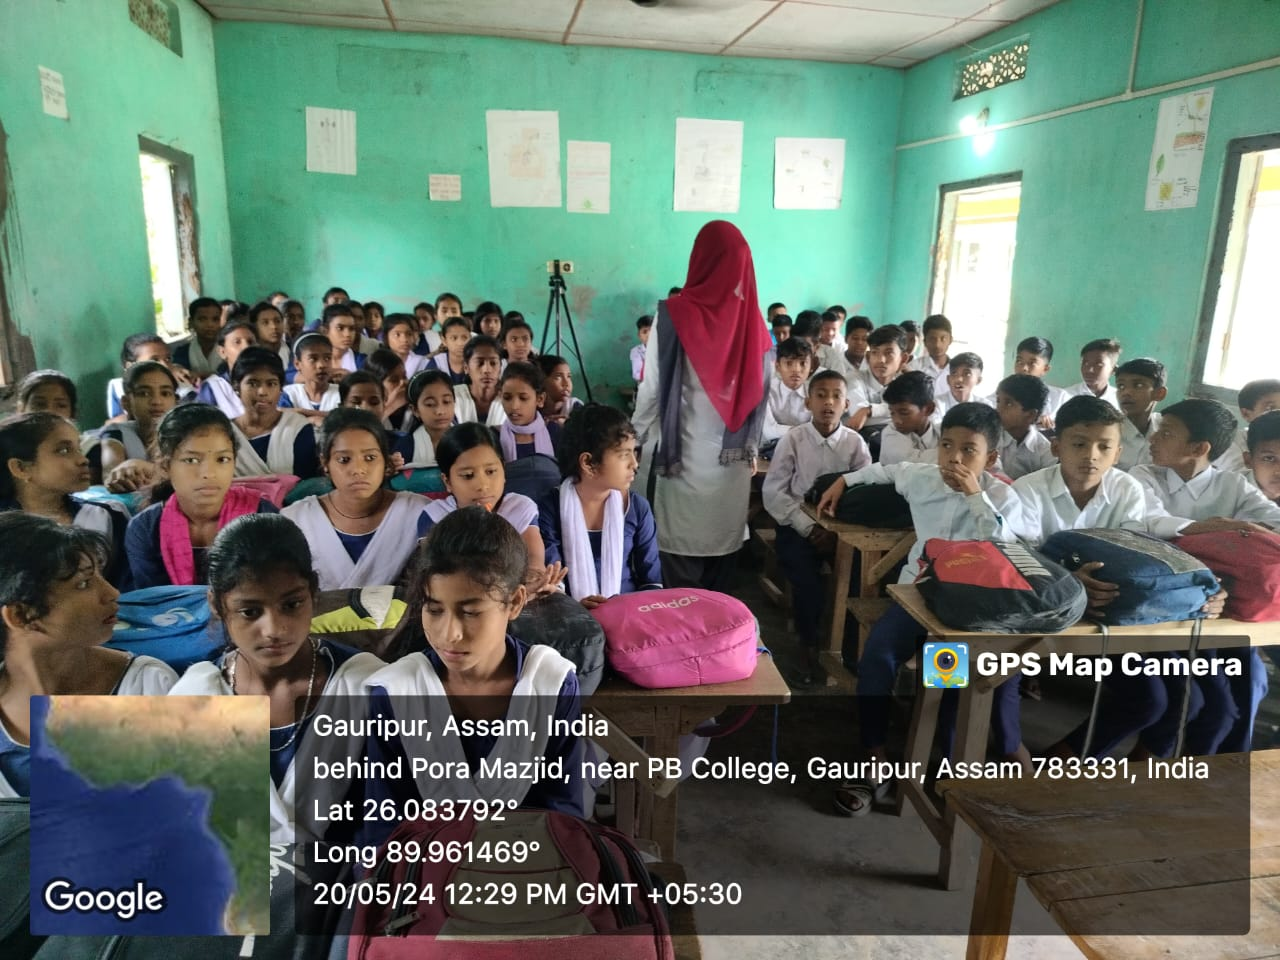 adidas
GPS Map Camera
Gauripur, Assam, India
behind Pora Mazjid, near PB College, Gauripur, Assam 783331, India
Lat 26.083792°
Long 89.961469°
20/05/24 12:29 PM GMT +05:30
Google